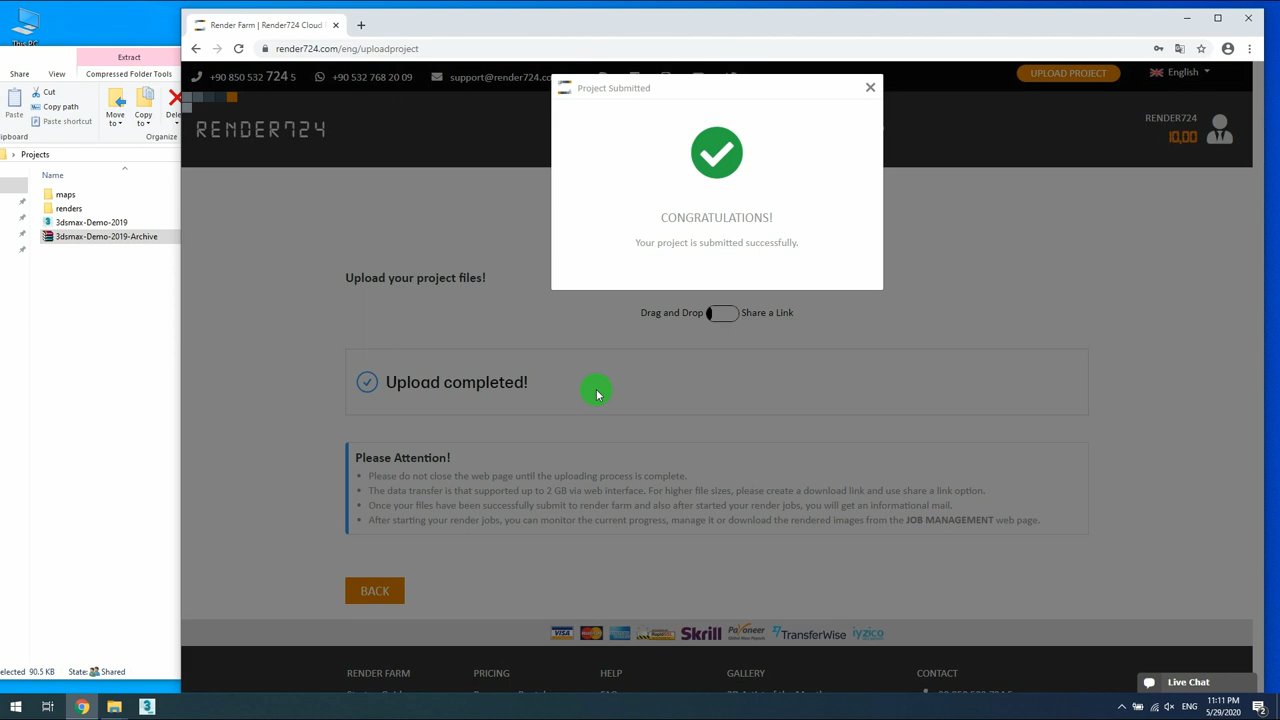 This PC
Extract
Share
View
Compressed Folder Tools
Paste
Cut
Copy path
Paste shortcut
Move to
Copy to
Organize
Projects
Name
maps
renders
3dsmax-Demo-2019
3dsmax-Demo-2019-Archive
90.5 KB
State:
Shared
Render Farm | Render724 Cloud
render724.com/eng/uploadproject
+90 850 532 724 5
+90 532 768 20 09
support@render724.co
UPLOAD PROJECT
English
RENDER724
RENDER724
Project Submitted
CONGRATULATIONS!
Your project is submitted successfully.
Upload your project files!
Drag and Drop
Share a Link
Upload completed!
Please Attention!
Please do not close the web page until the uploading process is complete.
The data transfer is that supported up to 2 GB via web interface. For higher file sizes, please create a download link and use share a link option.
Once your files have been successfully submit to render farm and also after started your render jobs, you will get an informational mail.
After starting your render jobs, you can monitor the current progress, manage it or download the rendered images from the JOB MANAGEMENT web page.
BACK
VISA
Skrill
Payoneer
TransferWise
iyzico
RENDER FARM
PRICING
HELP
GALLERY
CONTACT
Live Chat
ENG
11:11 PM
5/29/2020